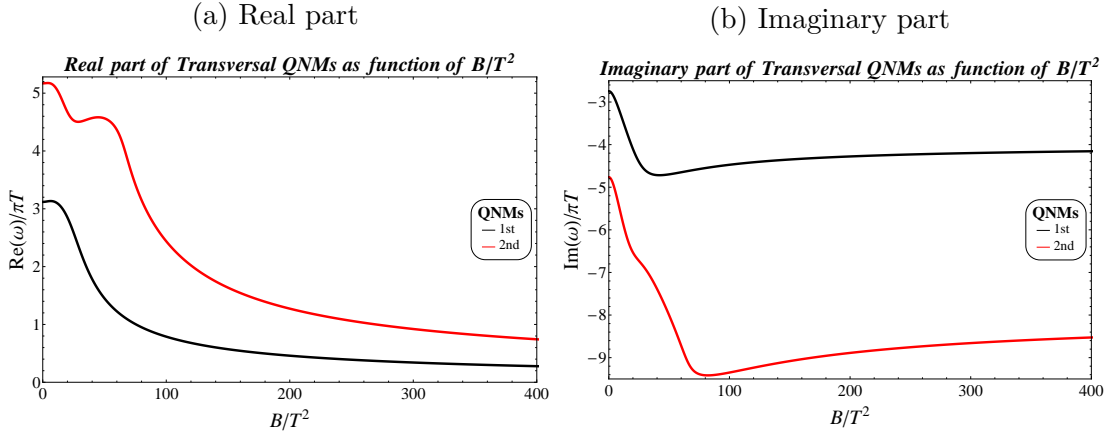 (a) Real part
Real part of Transversal QNMs as function of B/T²
Re(ω)/πT
5
4
3
2
1
0
0
100
200
300
400
B/T²
QNMs
1st
2nd
(b) Imaginary part
Imaginary part of Transversal QNMs as function of B/T²
Im(ω)/πT
−3
−4
−5
−6
−7
−8
−9
0
100
200
300
400
B/T²
QNMs
1st
2nd